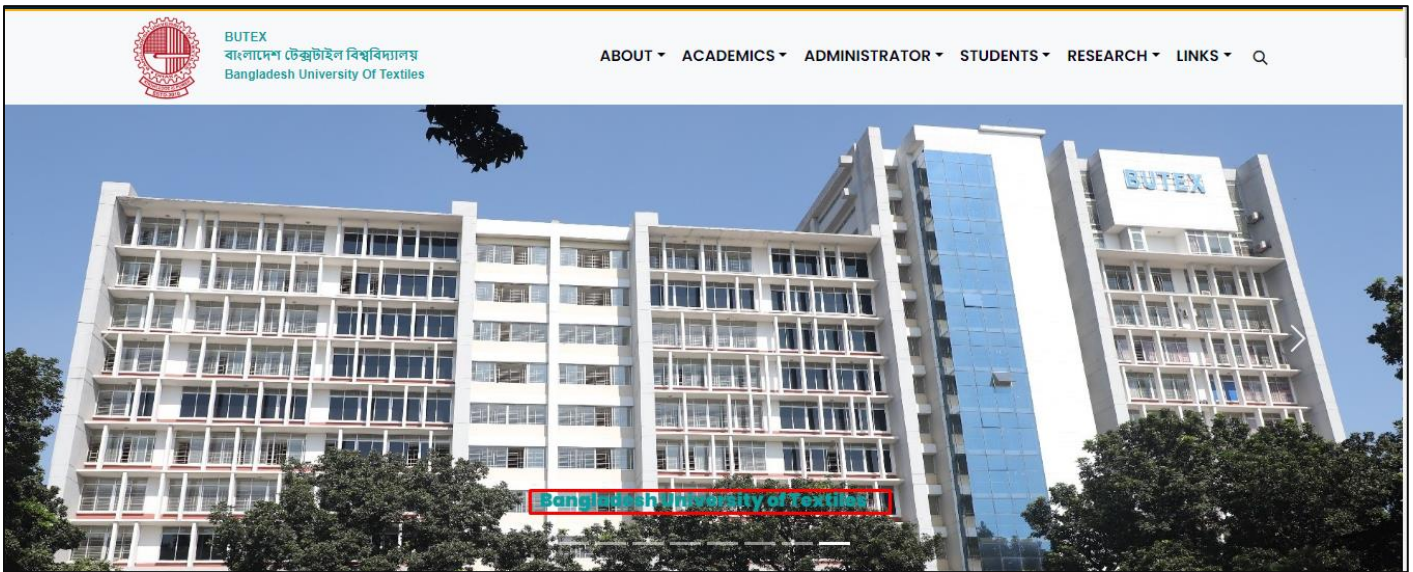 BUTEX
বাংলাদেশ টেক্সটাইল বিশ্ববিদ্যালয়
Bangladesh University Of Textiles
ABOUT ACADEMICS ADMINISTRATOR STUDENTS RESEARCH LINKS
BUTEX
Bangladesh University of Textiles